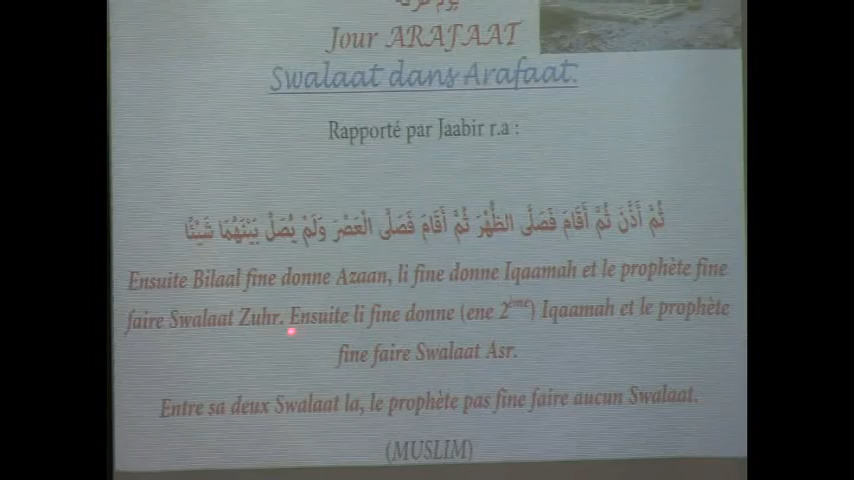 يوم عرفة
Jour ARAFAAT
Swalaat dans Arafaat:
Rapporté par Jaabir r.a :
ثُمَّ أَذَّنَ ثُمَّ أَقَامَ فَصَلَّى الظُّهْرَ ثُمَّ أَقَامَ فَصَلَّى الْعَصْرَ وَلَمْ يُصَلِّ بَيْنَهُمَا شَيْئًا
Ensuite Bilaal fine donne Azaan, li fine donne Iqaamah et le prophète fine
faire Swalaat Zuhr. Ensuite li fine donne (ene 2ème) Iqaamah et le prophète
fine faire Swalaat Asr.
Entre sa deux Swalaat la, le prophète pas fine faire aucun Swalaat.
(MUSLIM)